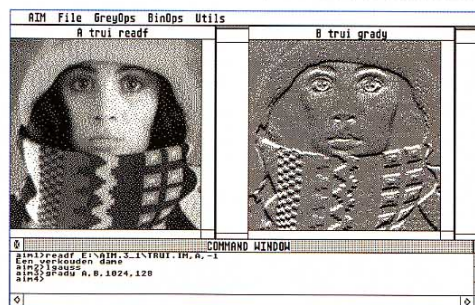 AIM File GreyOps BinOps Utils
A trui readf
B trui grady
COMMAND WINDOW
aim1>readf E:\AIM.3_1\TRUI.IM,A,-1
Een verkouden dame
aim2>lgauss
aim3>grady A,B,1024,128
aim4>